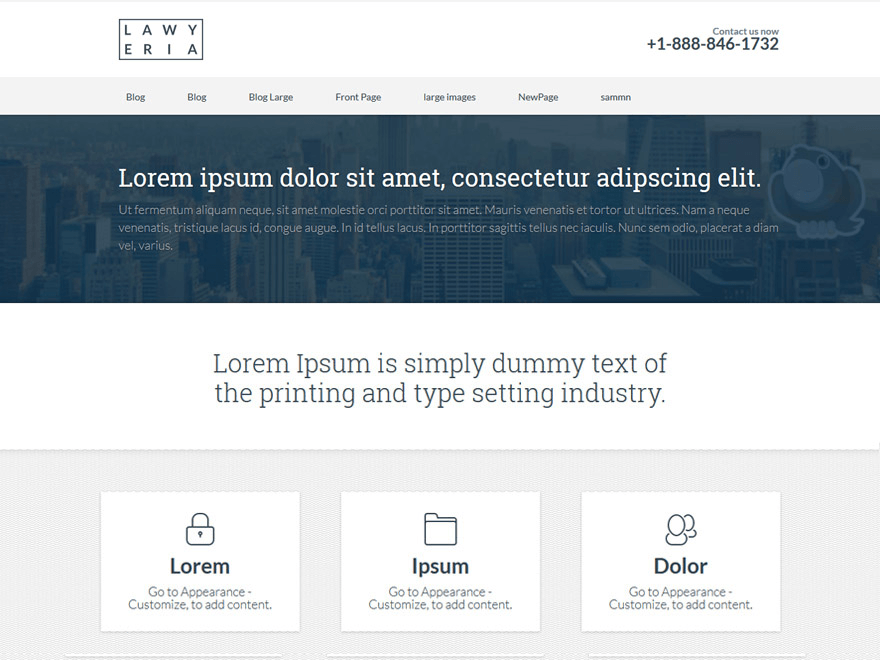 LAWY
ERIA
Contact us now
+1-888-846-1732
Blog Blog Blog Large Front Page large images NewPage sammn
Lorem ipsum dolor sit amet, consectetur adipscing elit.
Ut fermentum aliquam neque, sit amet molestie orci porttitor sit amet. Mauris venenatis et tortor ut ultrices. Nam a neque
venenatis, tristique lacus id, congue augue. In id tellus lacus. In porttitor sagittis tellus nec iaculis. Nunc sem odio, placerat a diam
vel, varius.
Lorem Ipsum is simply dummy text of
the printing and type setting industry.
Lorem
Go to Appearance -
Customize, to add content.
Ipsum
Go to Appearance -
Customize, to add content.
Dolor
Go to Appearance -
Customize, to add content.